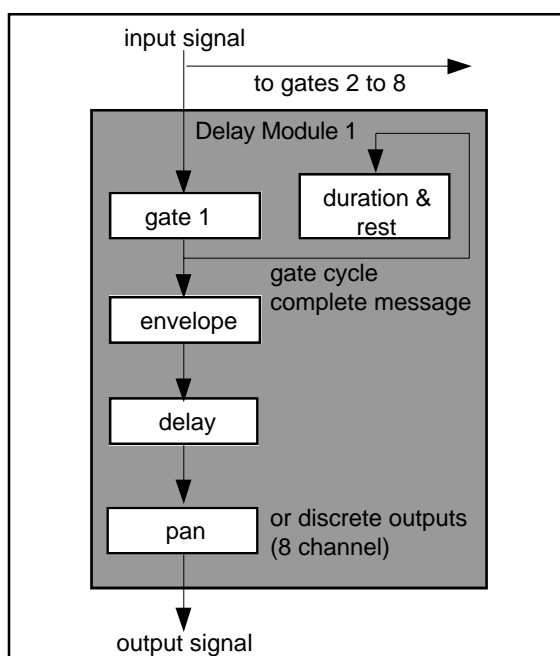 input signal
to gates 2 to 8
Delay Module 1
gate 1
duration &
rest
gate cycle
complete message
envelope
delay
pan
or discrete outputs
(8 channel)
output signal